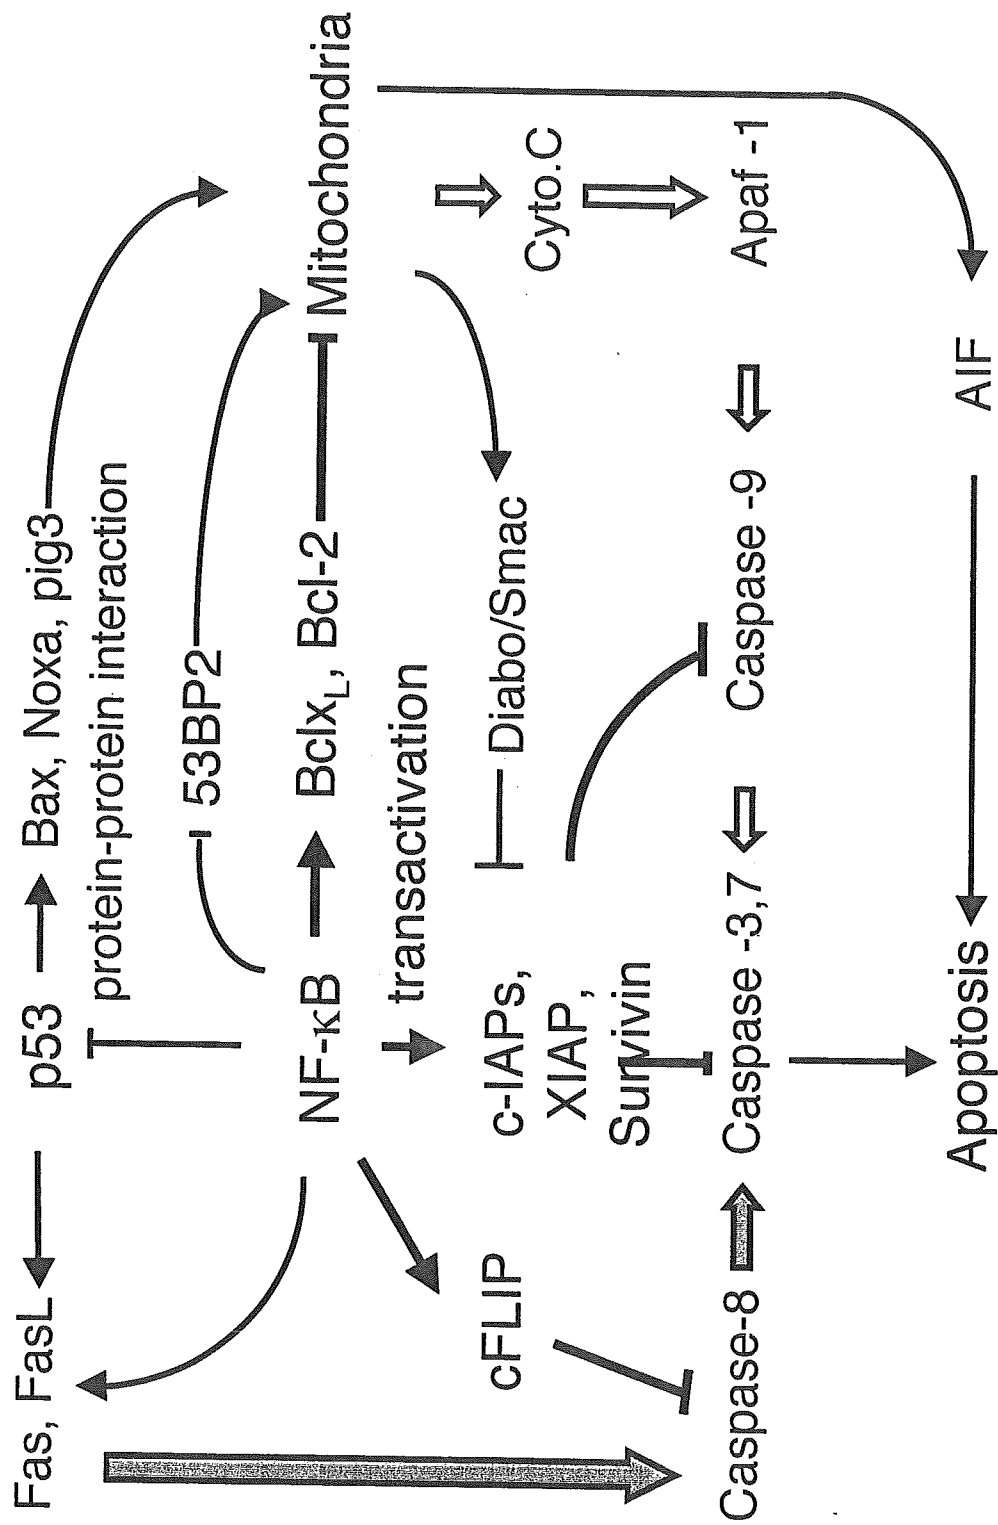 Fas, FasL
p53
Bax, Noxa, pig3
protein-protein interaction
53BP2
NF-κB
Bclx_L, Bcl-2
Mitochondria
transactivation
cFLIP
c-IAPs,
XIAP,
Survivin
Diabo/Smac
Cyto.C
Caspase-8
Caspase -3,7
Caspase -9
Apaf -1
Apoptosis
AIF